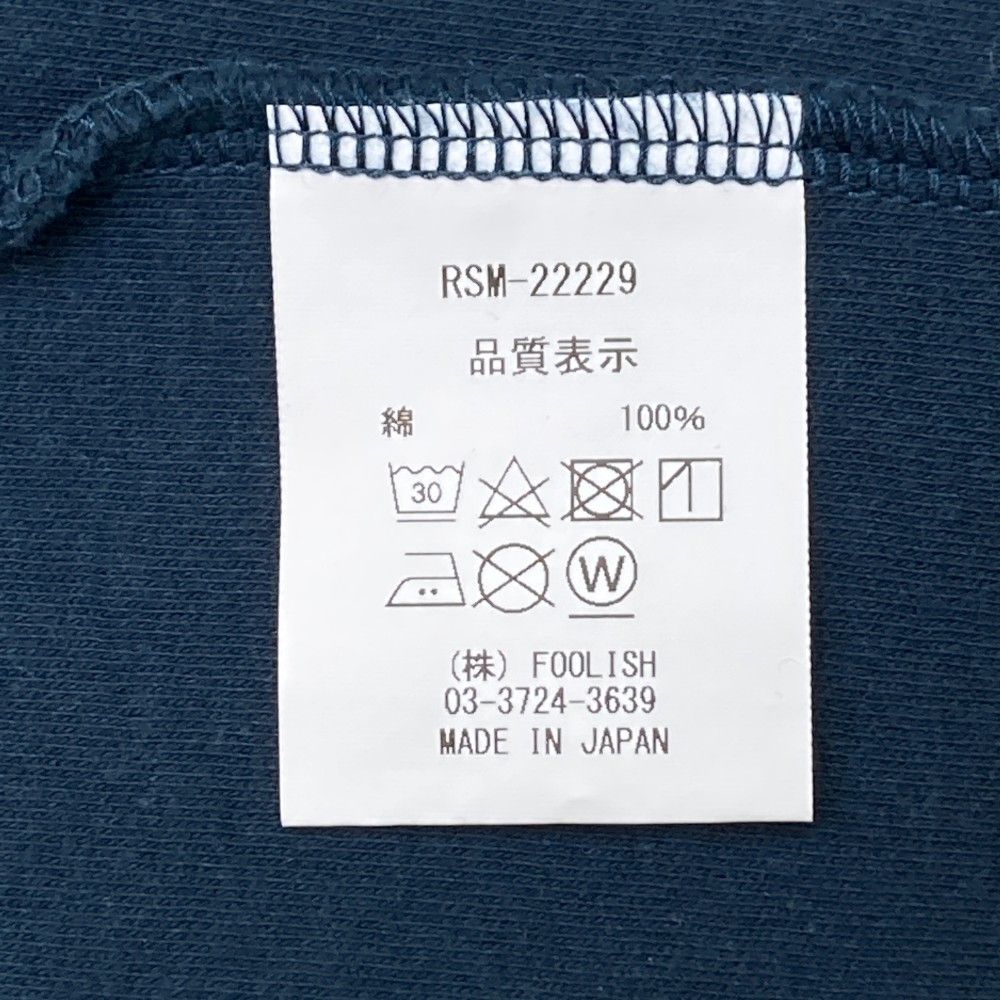 RSM-22229
品質表示
綿 100%
30
W
(株) FOOLISH
03-3724-3639
MADE IN JAPAN